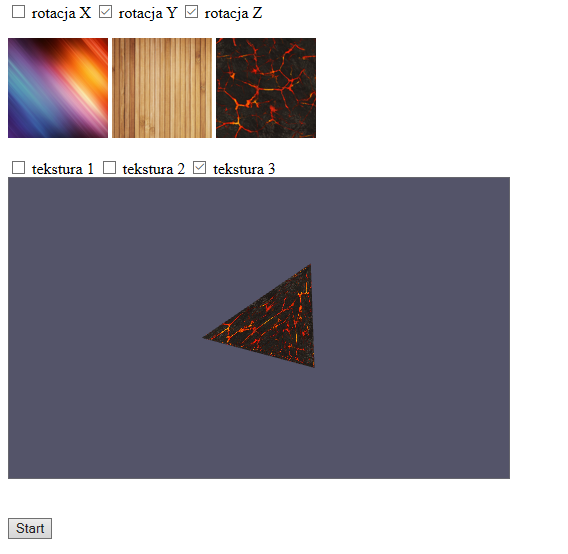 rotacja X rotacja Y rotacja Z
tekstura 1 tekstura 2 tekstura 3
Start